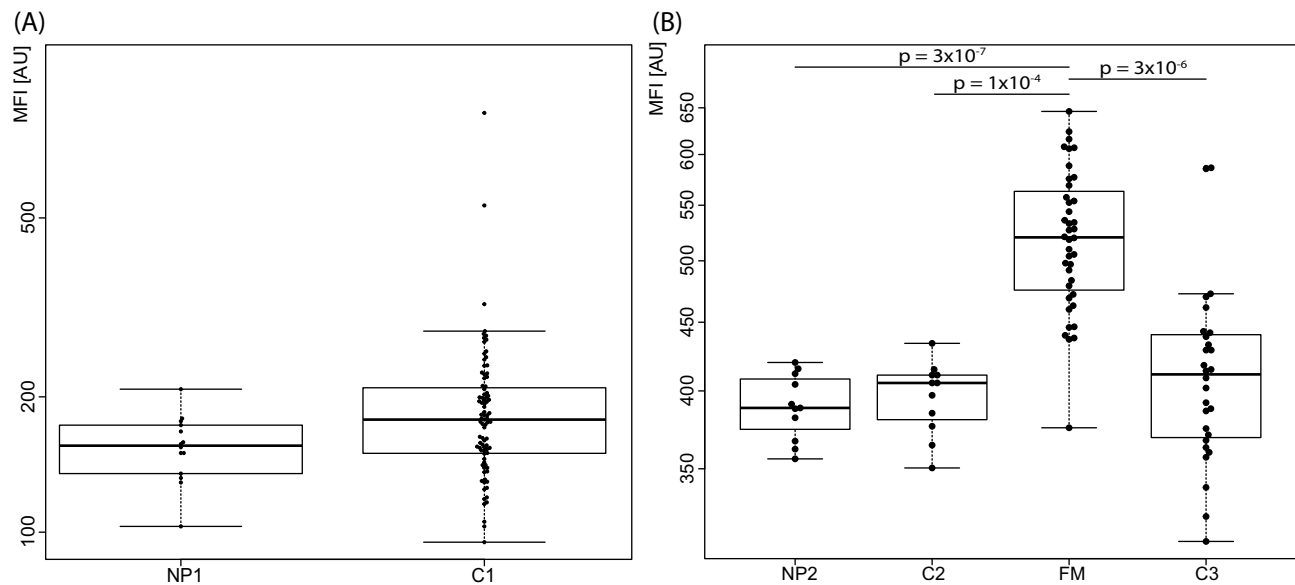 (A)
MFI [AU]
500
200
100
NP1
C1
(B)
MFI [AU]
650
600
550
500
450
400
350
p = 3x10⁻⁷
p = 1x10⁻⁴
p = 3x10⁻⁶
NP2
C2
FM
C3